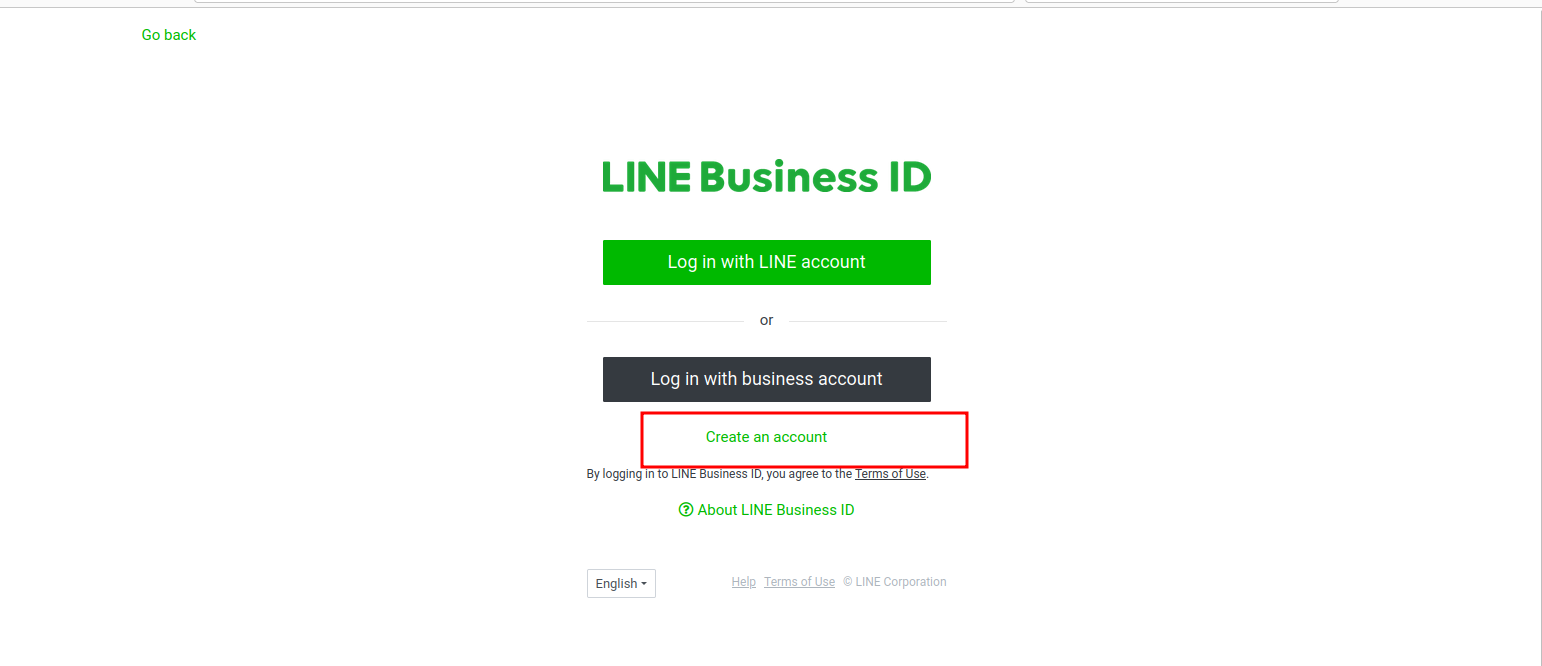 Go back
LINE Business ID
Log in with LINE account
or
Log in with business account
Create an account
By logging in to LINE Business ID, you agree to the Terms of Use.
About LINE Business ID
English
Help Terms of Use © LINE Corporation